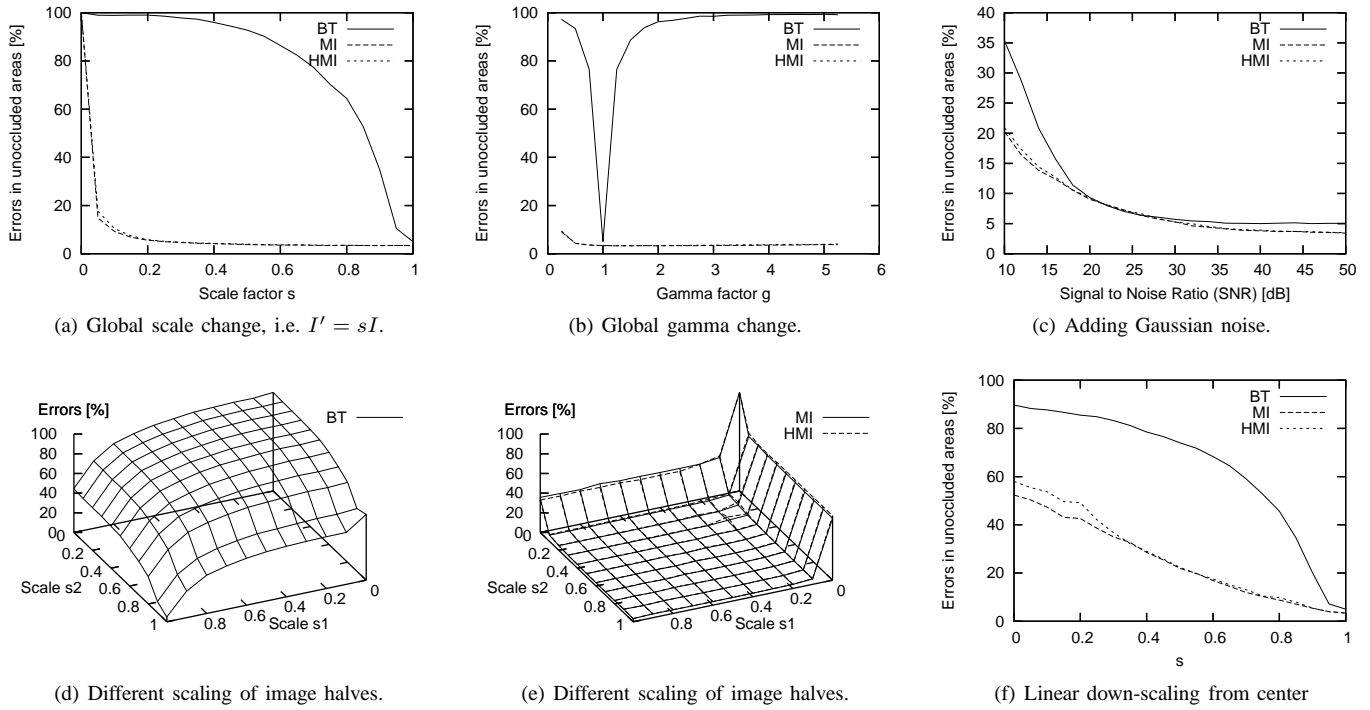 Errors in unoccluded areas [%]
100
80
60
40
20
0
0 0.2 0.4 0.6 0.8 1
Scale factor s
BT
MI
HMI
(a) Global scale change, i.e. I′ = sI.
Errors in unoccluded areas [%]
100
80
60
40
20
0
0 1 2 3 4 5 6
Gamma factor g
BT
MI
HMI
(b) Global gamma change.
Errors in unoccluded areas [%]
40
35
30
25
20
15
10
5
0
10 15 20 25 30 35 40 45 50
Signal to Noise Ratio (SNR) [dB]
BT
MI
HMI
(c) Adding Gaussian noise.
Errors [%]
BT
100
80
60
40
20
0
0
0.2
0.4
0.6
0.8
1
Scale s2
0.8
0.6
0.4
0.2
0
Scale s1
(d) Different scaling of image halves.
Errors [%]
MI
HMI
100
80
60
40
20
0
0
0.2
0.4
0.6
0.8
1
Scale s2
0.8
0.6
0.4
0.2
0
Scale s1
(e) Different scaling of image halves.
Errors in unoccluded areas [%]
100
80
60
40
20
0
0 0.2 0.4 0.6 0.8 1
s
BT
MI
HMI
(f) Linear down-scaling from center